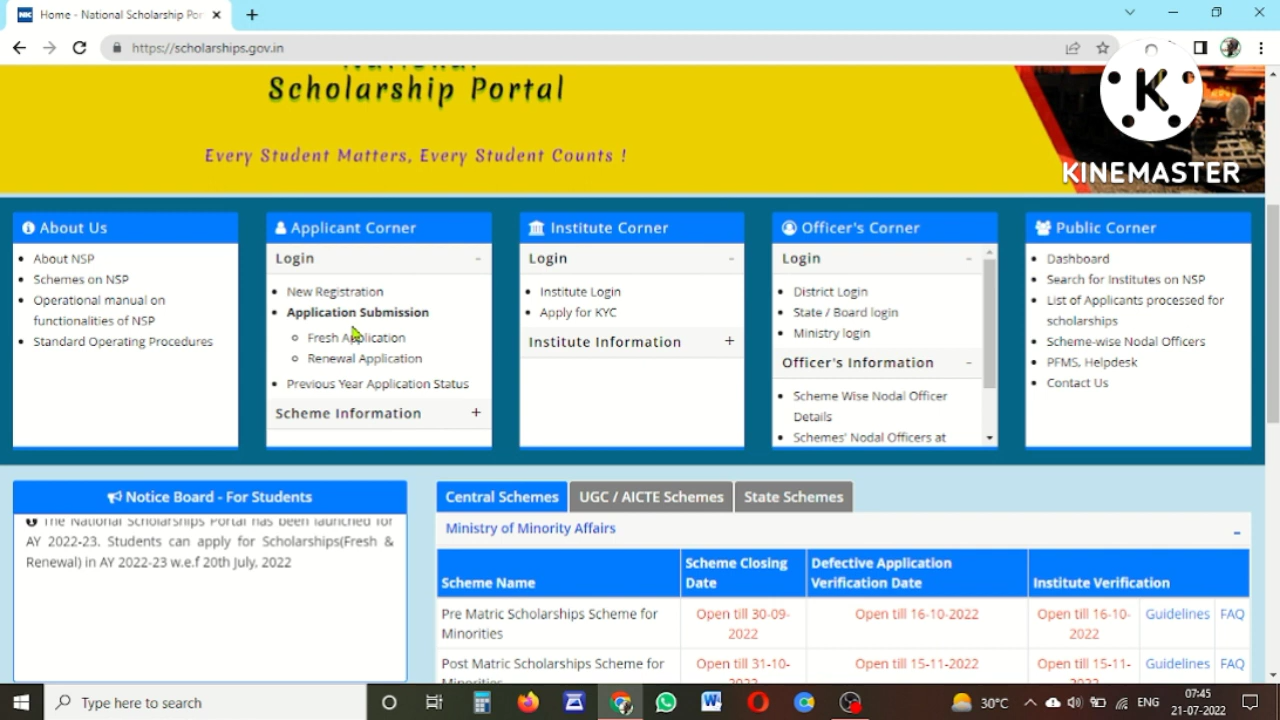 Home - National Scholarship Por
https://scholarships.gov.in
National
Scholarship Portal
Every Student Matters, Every Student Counts !
K
KINEMASTER
About Us
About NSP
Schemes on NSP
Operational manual on
functionalities of NSP
Standard Operating Procedures
Applicant Corner
Login -
New Registration
Application Submission
Fresh Application
Renewal Application
Previous Year Application Status
Scheme Information +
Institute Corner
Login -
Institute Login
Apply for KYC
Institute Information +
Officer's Corner
Login -
District Login
State / Board login
Ministry login
Officer's Information -
Scheme Wise Nodal Officer
Details
Schemes' Nodal Officers at
Public Corner
Dashboard
Search for Institutes on NSP
List of Applicants processed for
scholarships
Scheme-wise Nodal Officers
PFMS, Helpdesk
Contact Us
Notice Board - For Students
The National Scholarships Portal has been launched for
AY 2022-23. Students can apply for Scholarships(Fresh &
Renewal) in AY 2022-23 w.e.f 20th July, 2022
Central Schemes UGC / AICTE Schemes State Schemes
Ministry of Minority Affairs -
Scheme Name
Scheme Closing
Date
Defective Application
Verification Date
Institute Verification
Pre Matric Scholarships Scheme for
Minorities
Open till 30-09-
2022
Open till 16-10-2022
Open till 16-10-
2022
Guidelines FAQ
Post Matric Scholarships Scheme for
Open till 31-10-
2022
Open till 15-11-2022
Open till 15-11-
Guidelines FAQ
Type here to search
30°C
ENG
07:45
21-07-2022